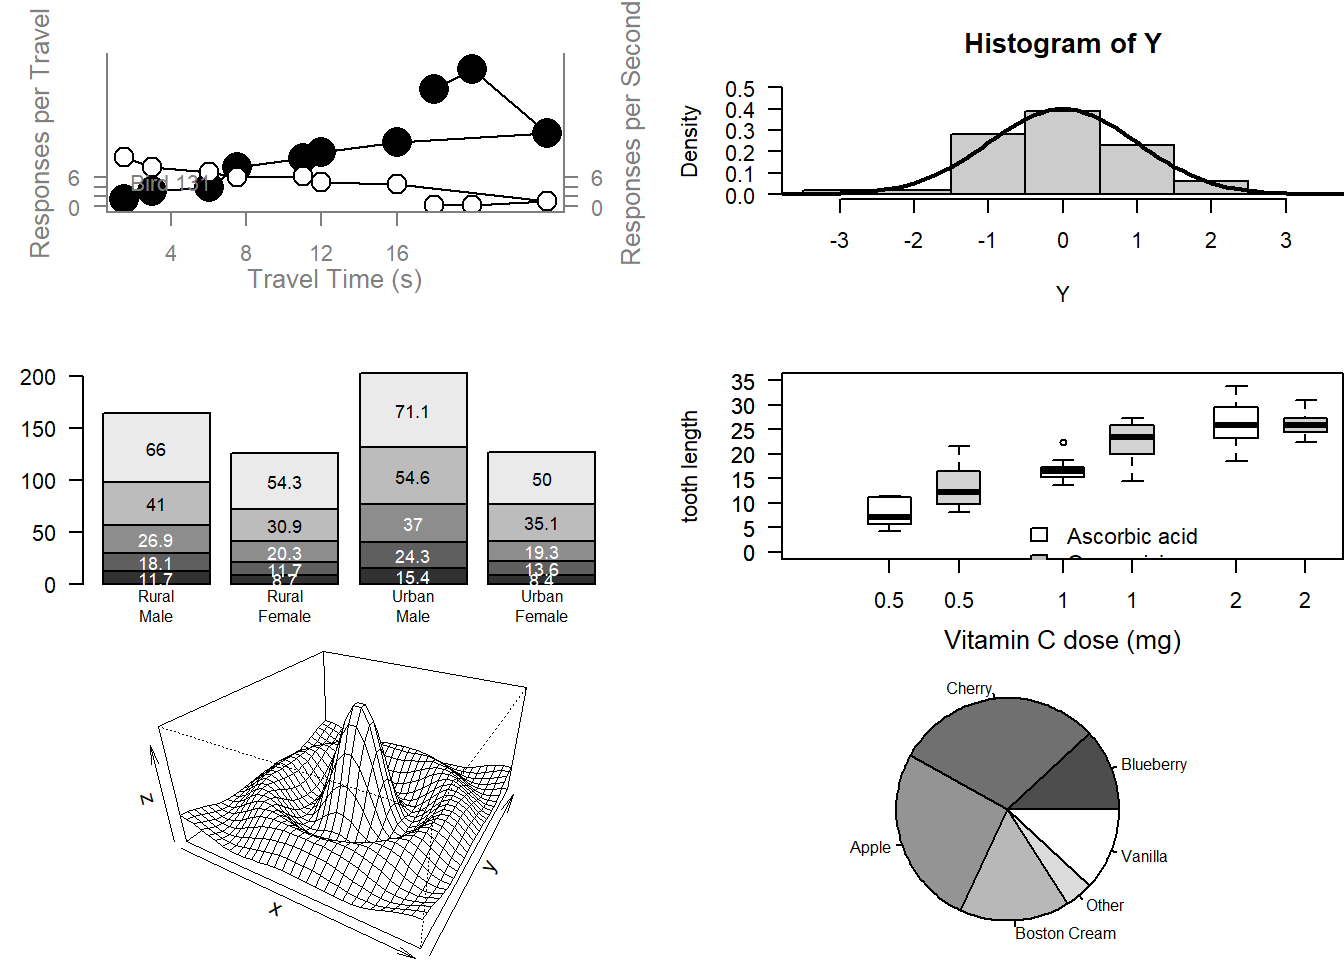 Responses per Travel
Responses per Second
6
0
Bird 131
6
0
4 8 12 16
Travel Time (s)
Histogram of Y
Density
0.5
0.4
0.3
0.2
0.1
0.0
-3 -2 -1 0 1 2 3
Y
200
150
100
50
0
66
41
26.9
18.1
11.7
54.3
30.9
20.3
11.7
8.7
71.1
54.6
37
24.3
15.4
50
35.1
19.3
13.6
8.4
Rural
Male
Rural
Female
Urban
Male
Urban
Female
tooth length
35
30
25
20
15
10
5
0
Ascorbic acid
0.5 0.5 1 1 2 2
Vitamin C dose (mg)
z
x
y
Cherry
Blueberry
Apple
Vanilla
Other
Boston Cream